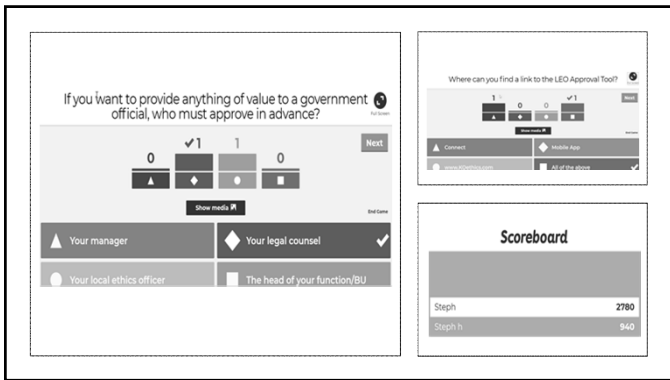 If you want to provide anything of value to a government
official, who must approve in advance?
Full Screen
0
✔1
1
0
Next
Show media
End Game
Your manager
Your legal counsel
Your local ethics officer
The head of your function/BU
Where can you find a link to the LEO Approval Tool?
1
0
0
✔1
Next
Show media
End Game
Connect
Mobile App
All of the above
Scoreboard
Steph 2780
Steph h 940